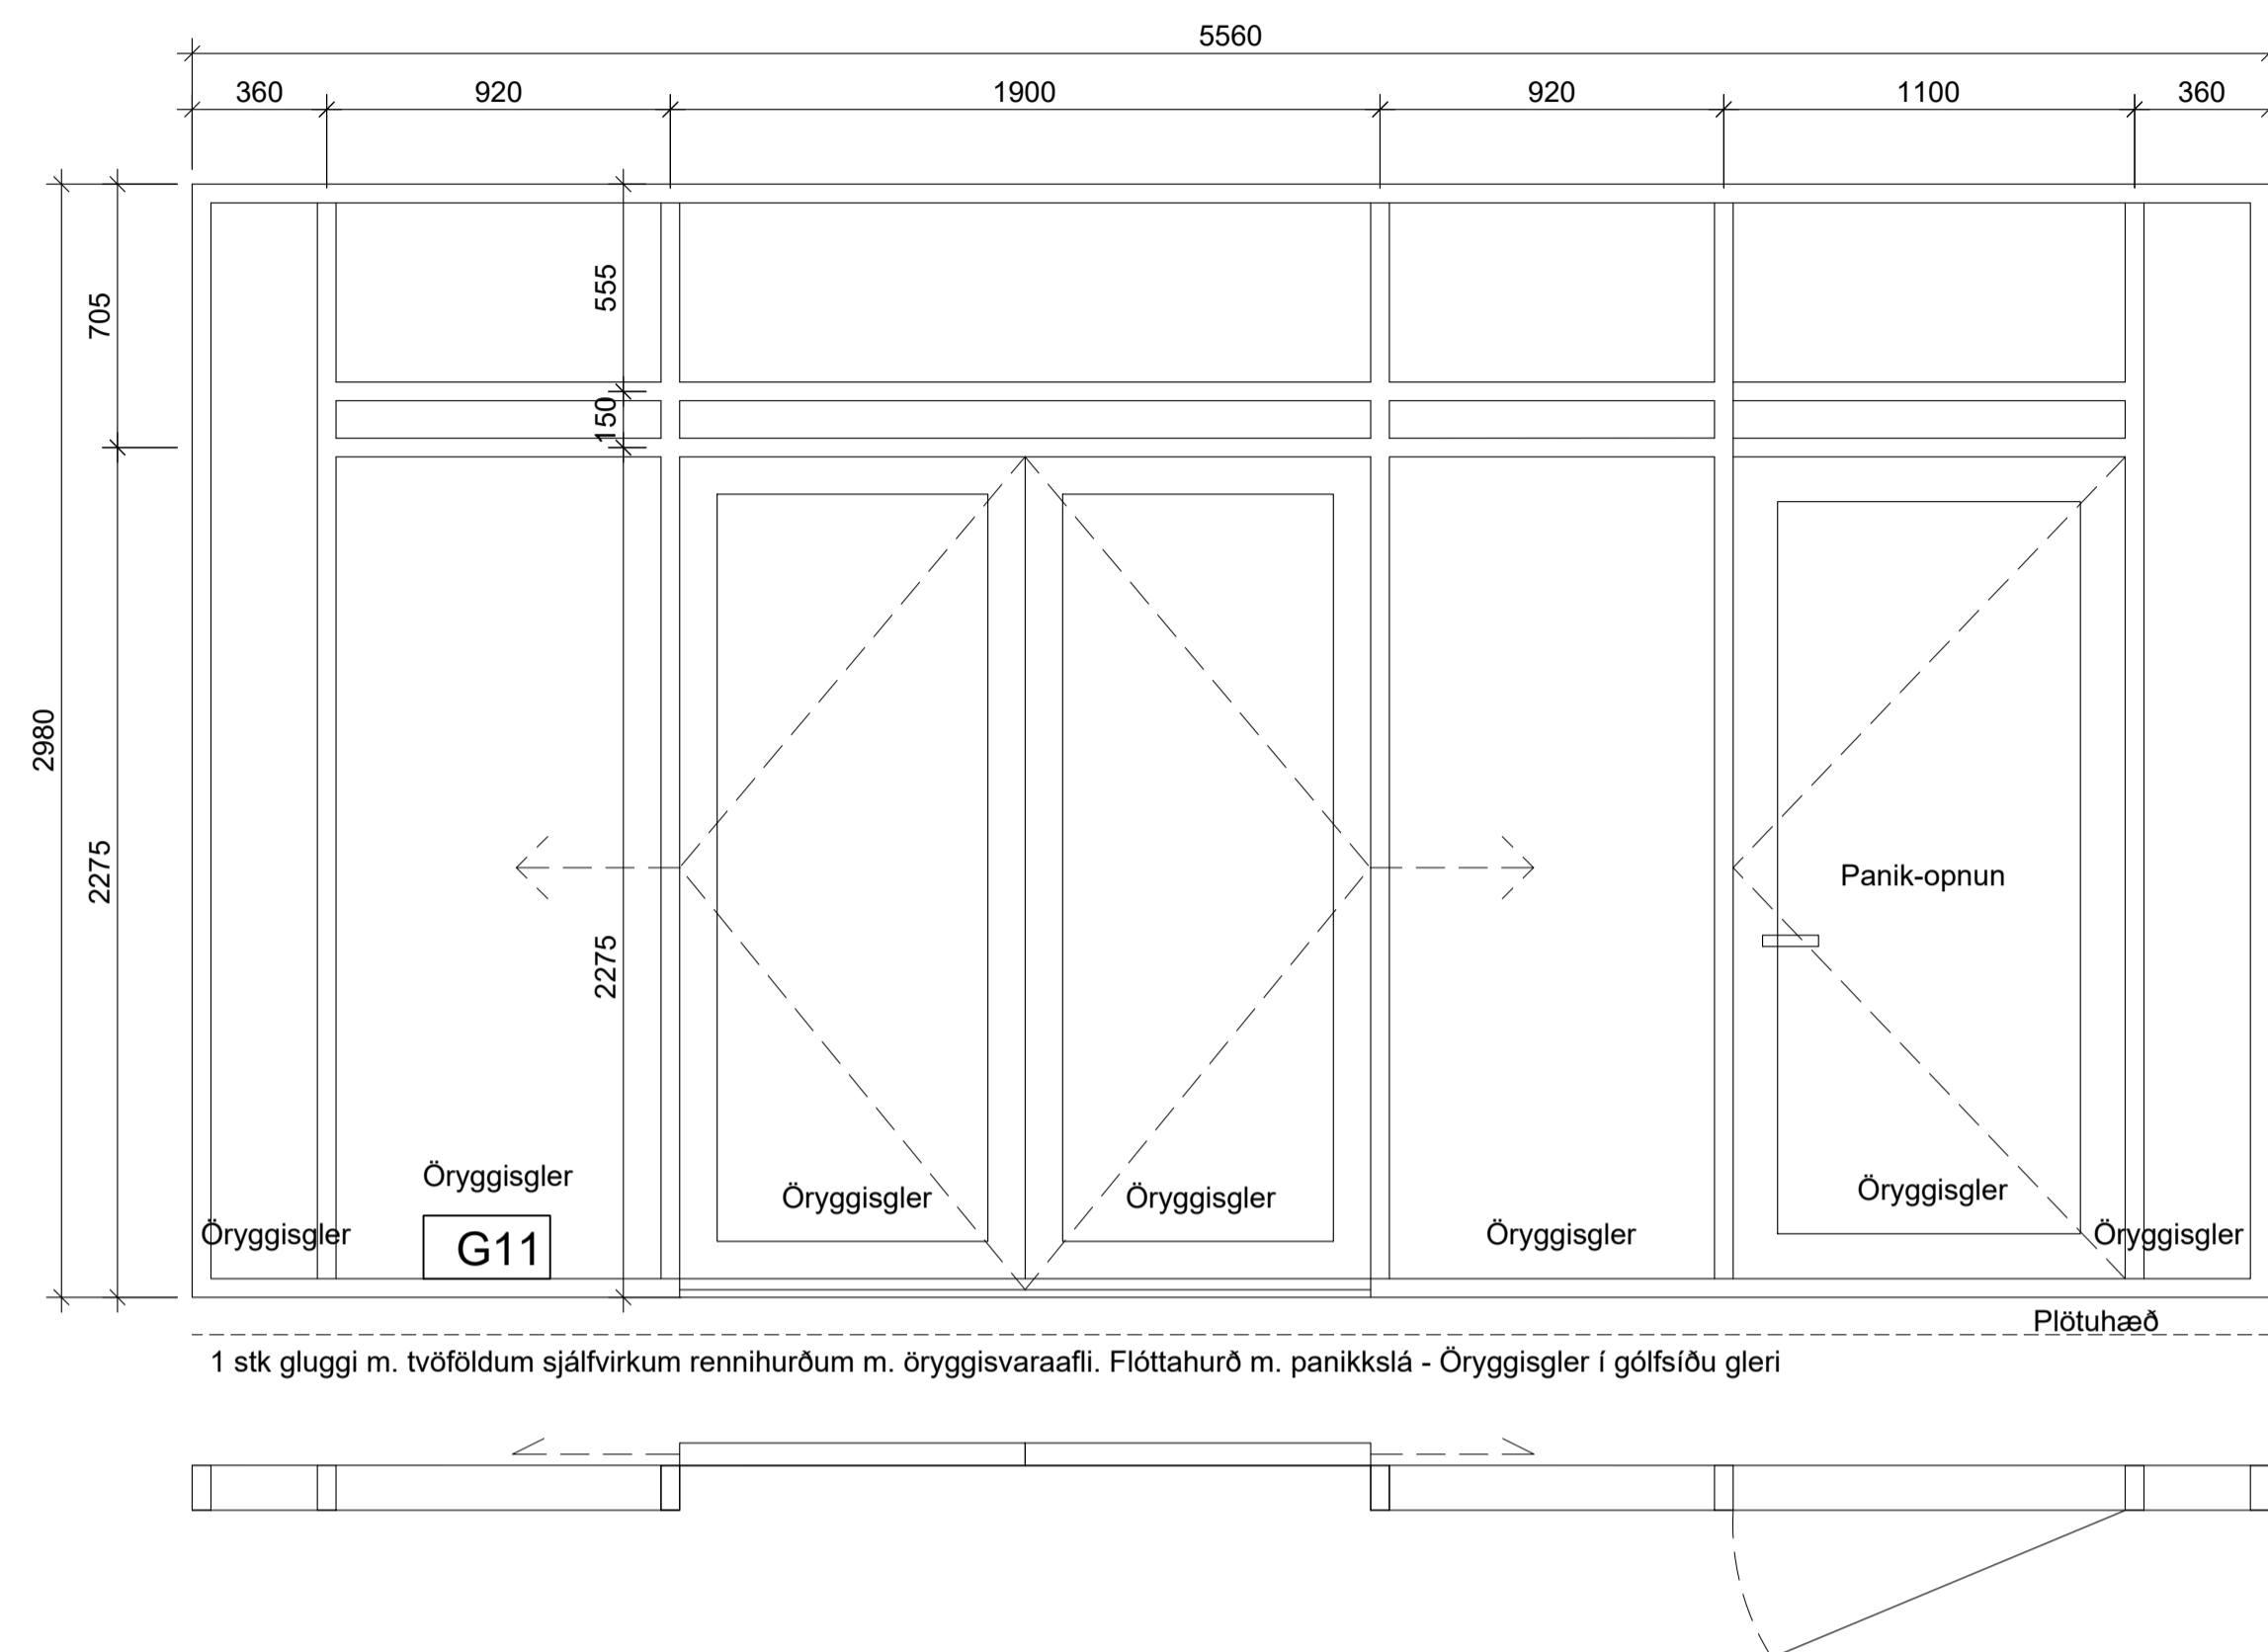 5560
360 920 1900 920 1100 360
705
555
150
2980
2275
2275
Panik-opnun
Öryggisgler
Öryggisgler
Öryggisgler
Öryggisgler
Öryggisgler
Öryggisgler
Öryggisgler
G11
Plötuhæð
1 stk gluggi m. tvöföldum sjálfvirkum rennihurðum m. öryggisvaraafli. Flóttahurð m. panikkslá - Öryggisgler í gólfsíðu gleri